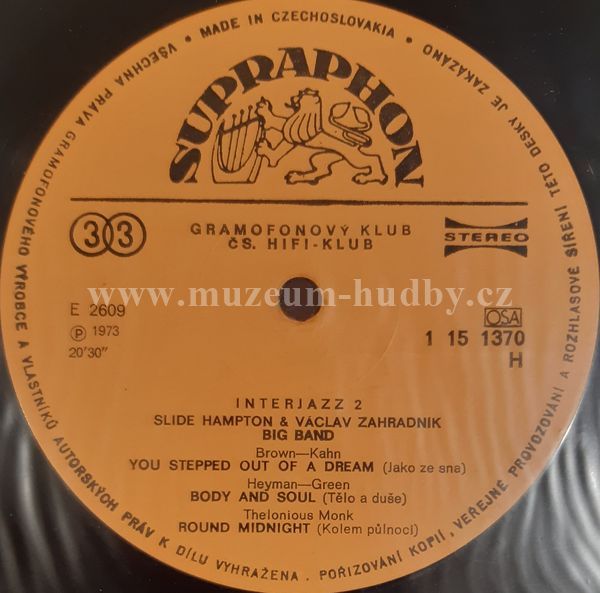 VŠECHNA PRÁVA GRAMOFONOVÉHO VÝROBCE A VLASTNÍKŮ AUTORSKÝCH PRÁV K DÍLU VYHRAŽENA . POŘIZOVÁNÍ KOPIÍ, VEŘEJNÉ PROVOZOVÁNÍ A ROZHLASOVÉ ŠÍŘENÍ TÉTO DESKY JE ZAKÁZÁNO
• MADE IN CZECHOSLOVAKIA •
SUPRAPHON
33
GRAMOFONOVÝ KLUB
ČS. HIFI-KLUB
STEREO
www.muzeum-hudby.cz
E 2609
Ⓟ 1973
20'30"
OSA
1 15 1370
H
INTERJAZZ 2
SLIDE HAMPTON & VÁCLAV ZAHRADNÍK
BIG BAND
Brown—Kahn
YOU STEPPED OUT OF A DREAM (Jako ze sna)
Heyman—Green
BODY AND SOUL (Tělo a duše)
Thelonious Monk
ROUND MIDNIGHT (Kolem půlnoci)